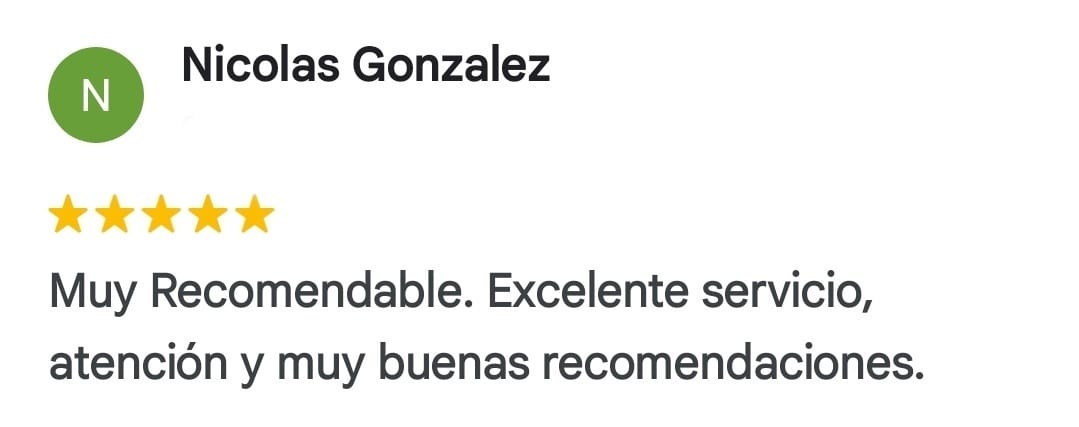 N
Nicolas Gonzalez
Muy Recomendable. Excelente servicio,
atención y muy buenas recomendaciones.